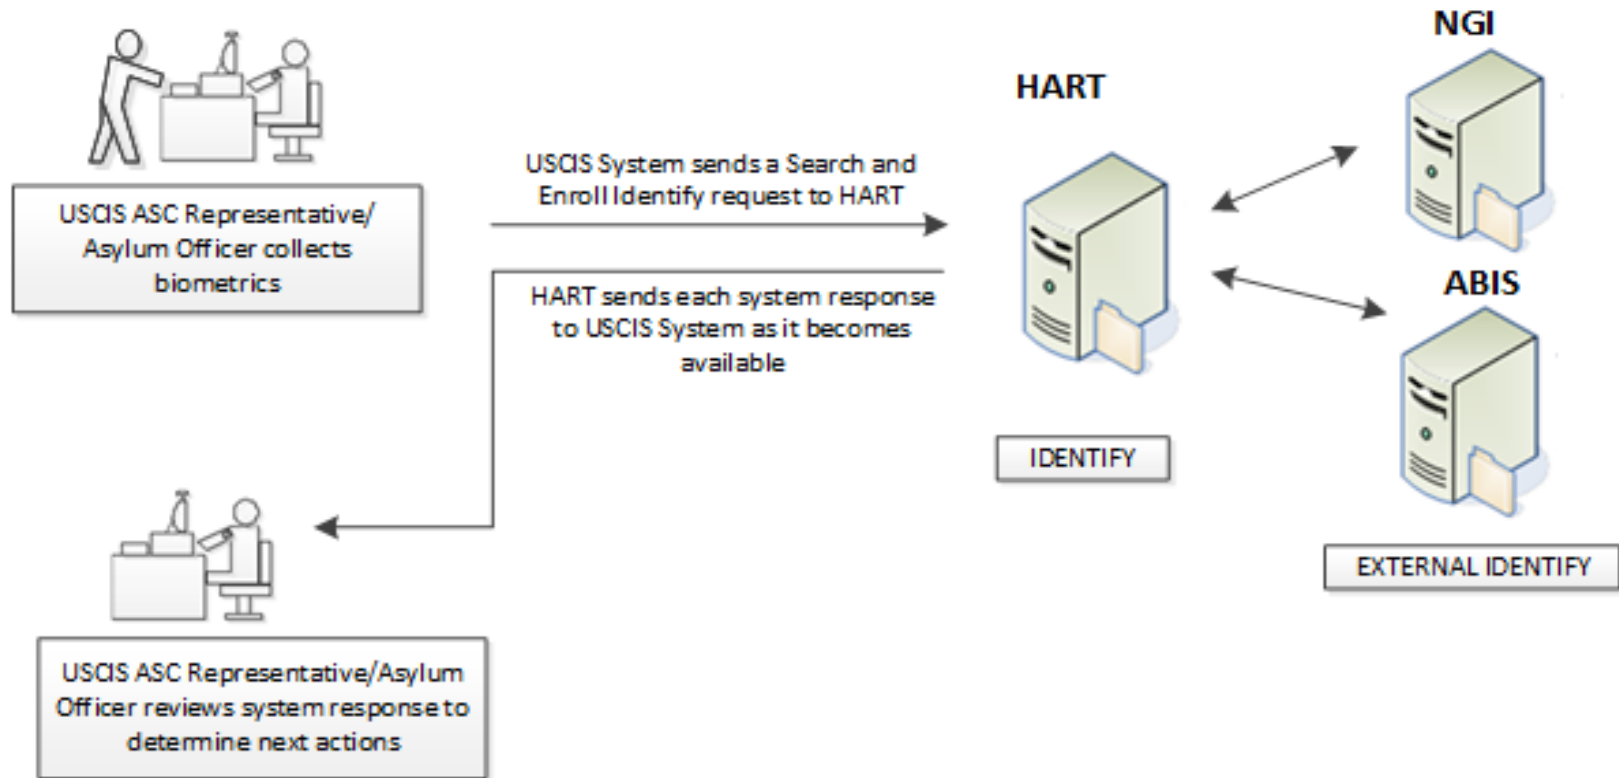 NGI
HART
USCIS System sends a Search and
Enroll Identify request to HART
USCIS ASC Representative/
Asylum Officer collects
biometrics
HART sends each system response
to USCIS System as it becomes
available
ABIS
IDENTIFY
EXTERNAL IDENTIFY
USCIS ASC Representative/Asylum
Officer reviews system response to
determine next actions